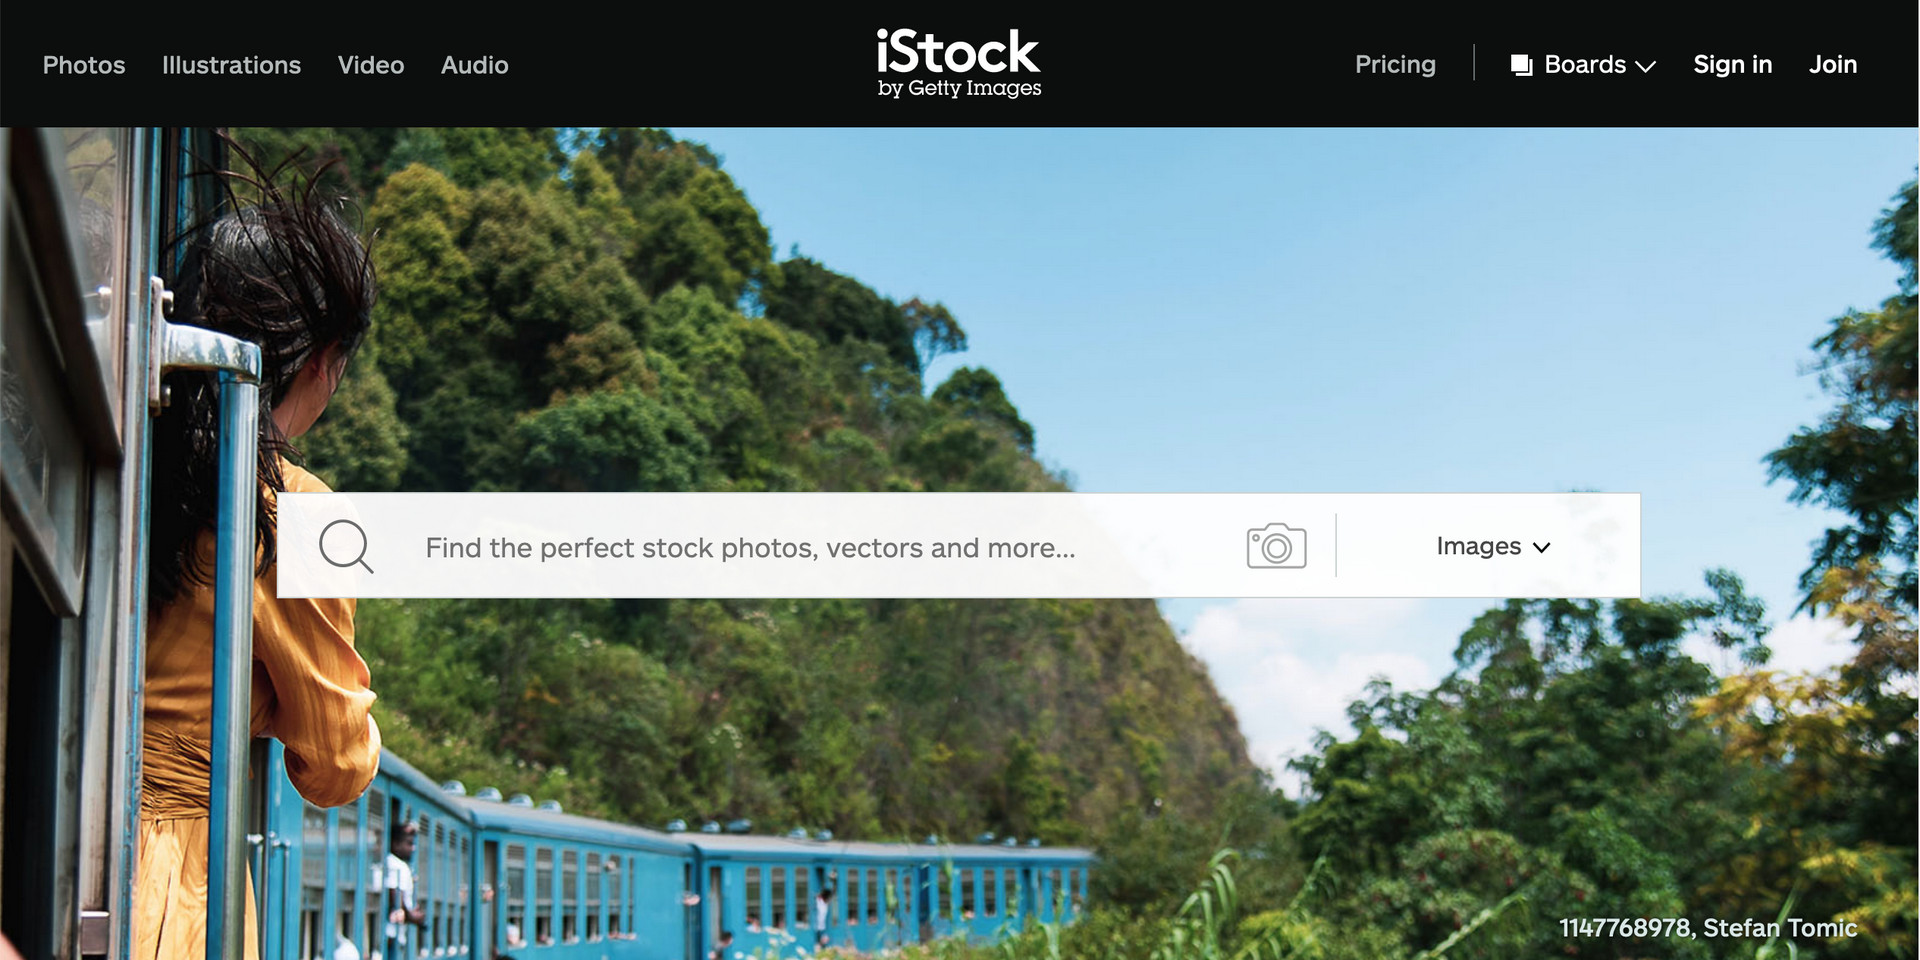 Photos Illustrations Video Audio
iStock
by Getty Images
Pricing Boards Sign in Join
Find the perfect stock photos, vectors and more...
Images
1147768978, Stefan Tomic